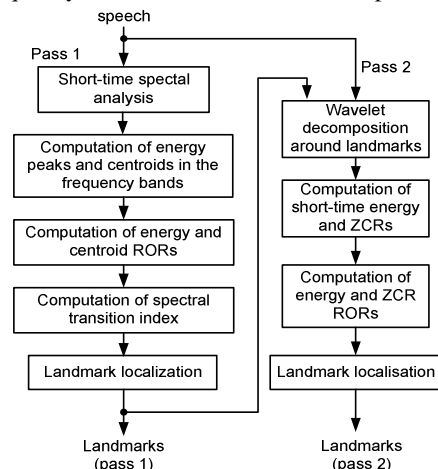 speech
Pass 1
Short-time spectal
analysis
Computation of energy
peaks and centroids in the
frequency bands
Computation of energy and
centroid RORs
Computation of spectral
transition index
Landmark localization
Landmarks
(pass 1)
Pass 2
Wavelet
decomposition
around landmarks
Computation of
short-time energy
and ZCRs
Computation of
energy and ZCR
RORs
Landmark localisation
Landmarks
(pass 2)